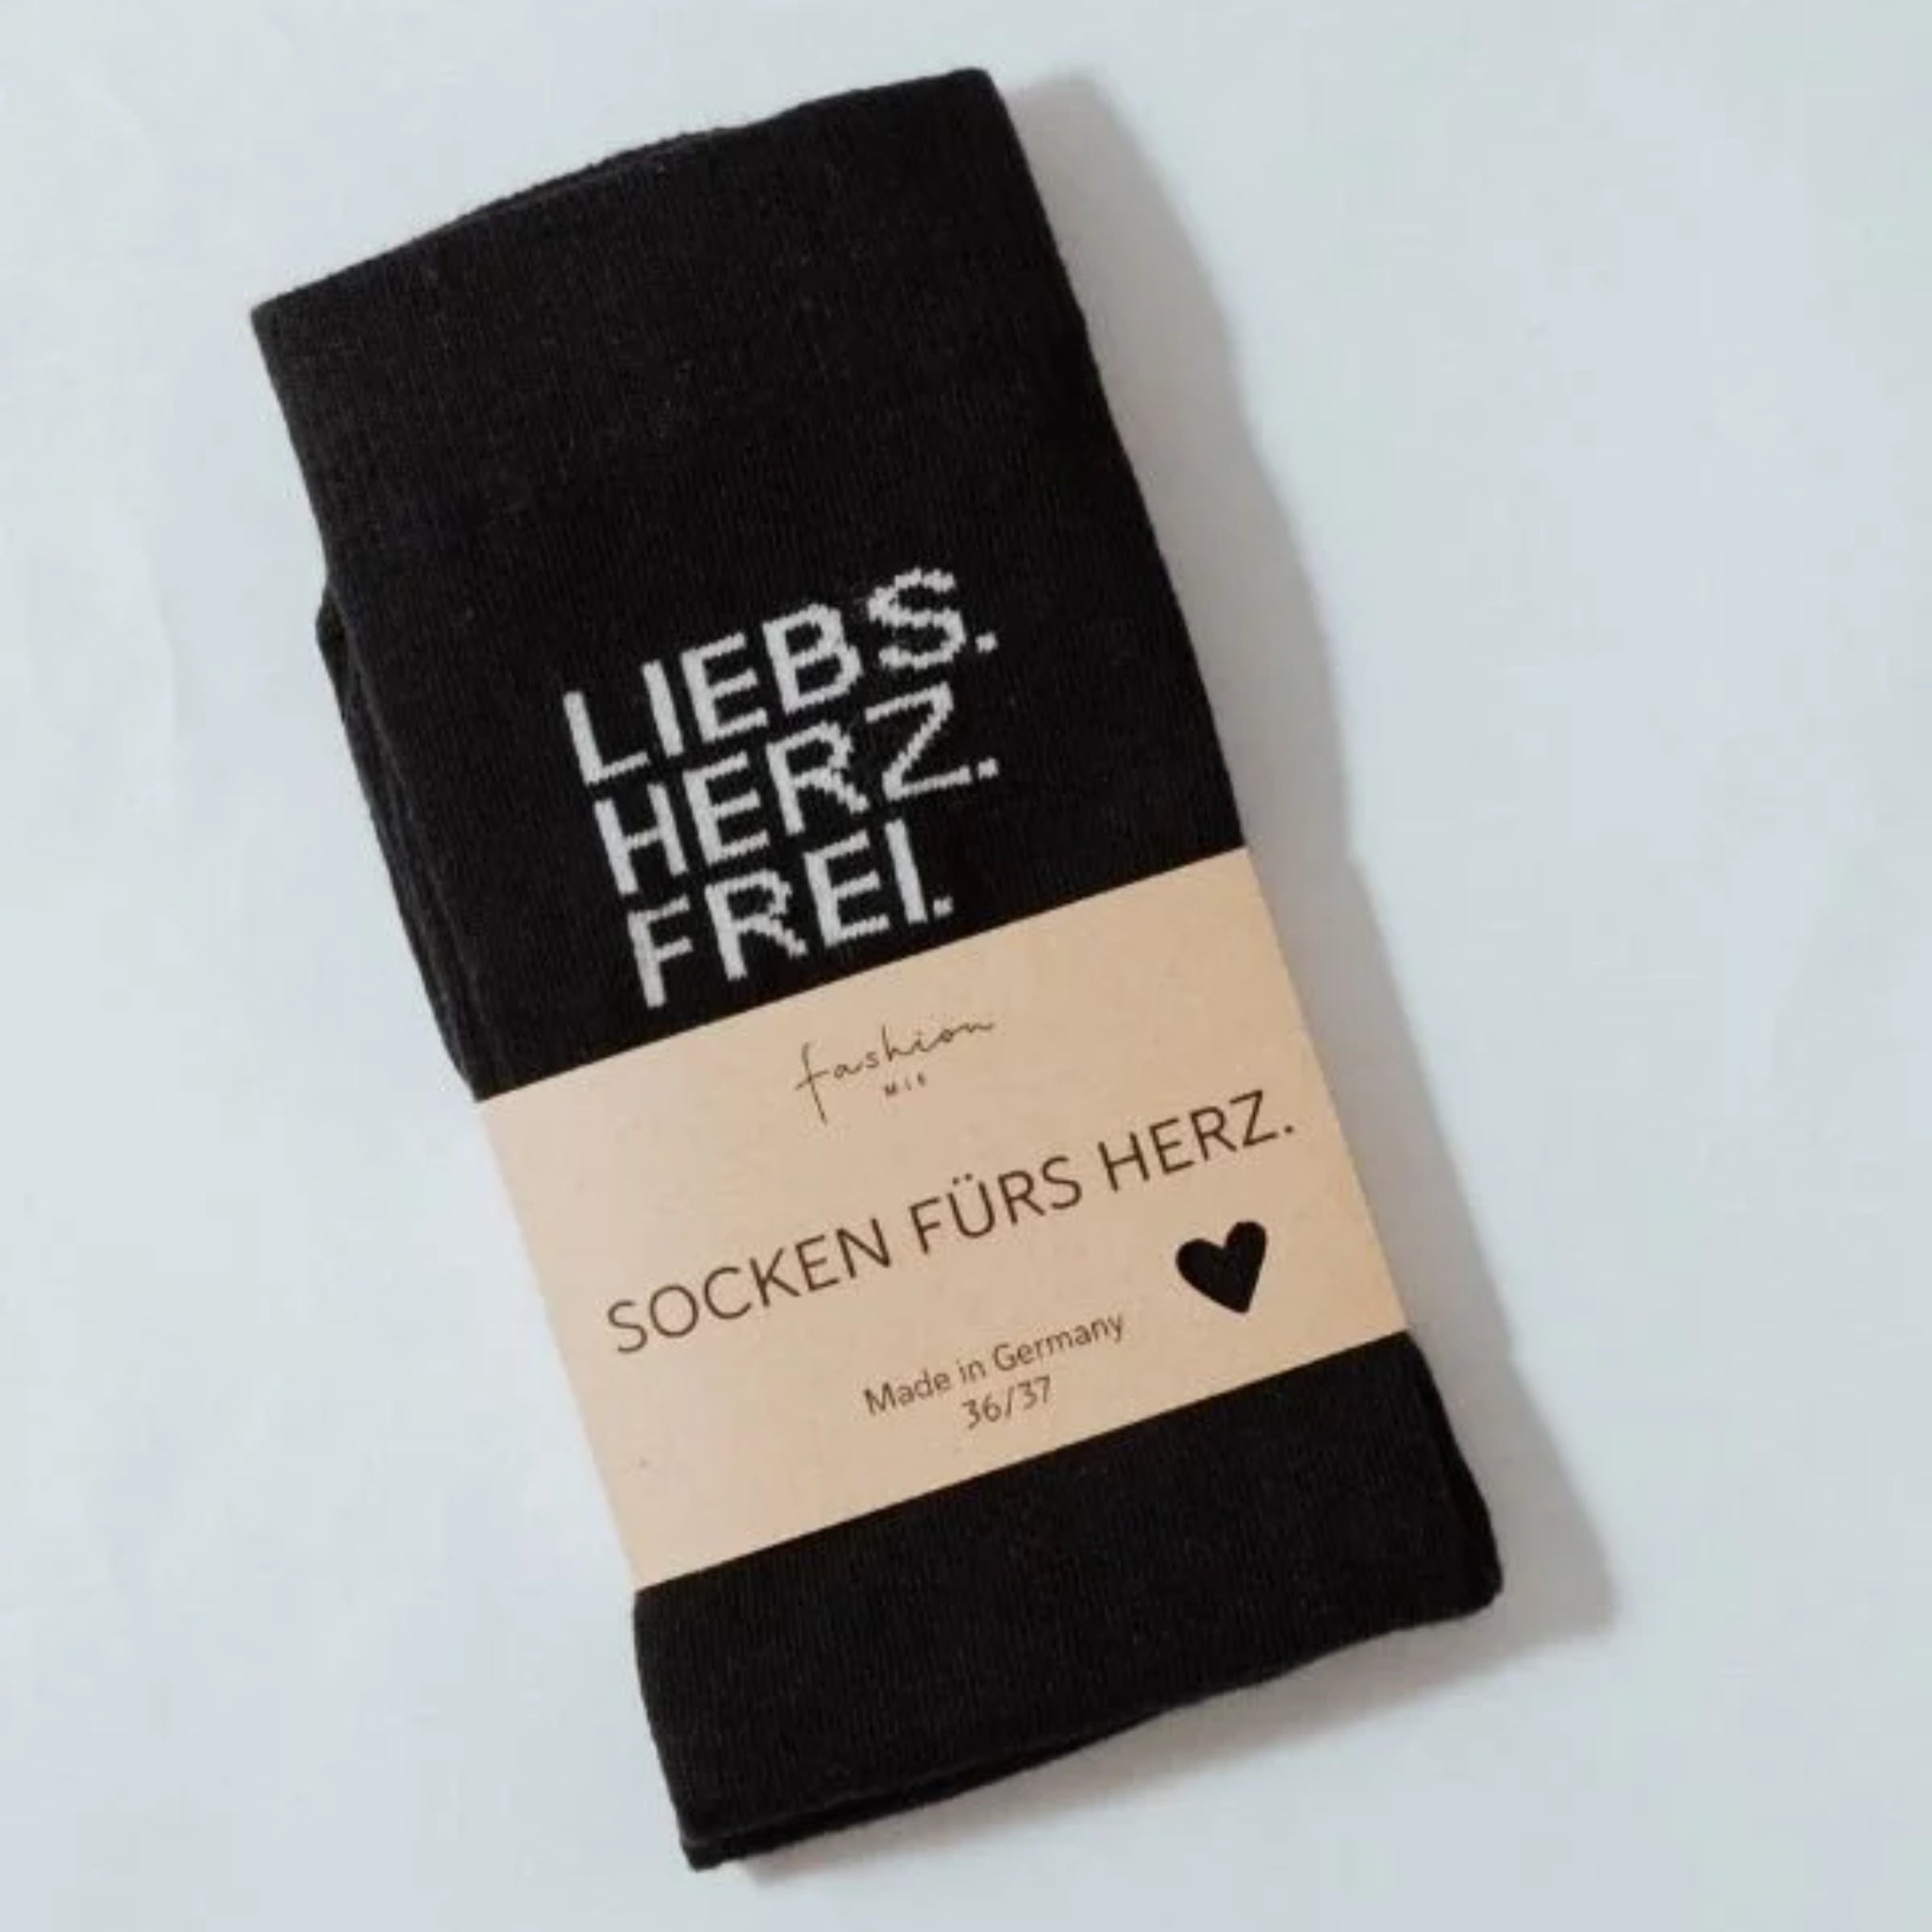 LIEBS.
HERZ.
FREI.
fashion
SOCKEN FÜRS HERZ.
Made in Germany
36/37